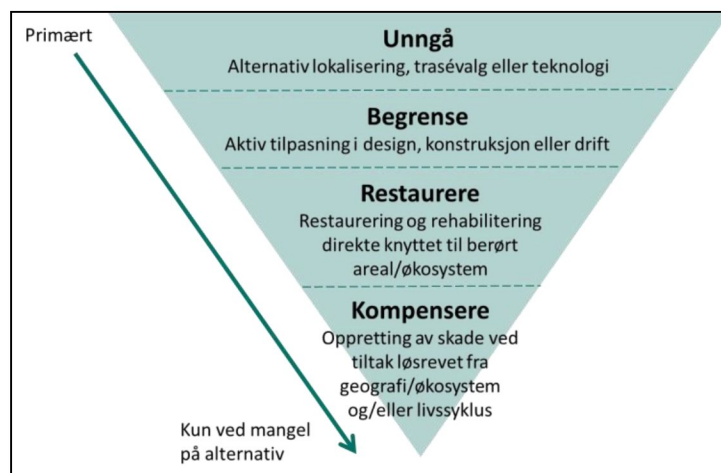 Primært
Unngå
Alternativ lokalisering, trasévalg eller teknologi
Begrense
Aktiv tilpasning i design, konstruksjon eller drift
Restaurere
Restaurering og rehabilitering
direkte knyttet til berørt
areal/økosystem
Kompensere
Oppretting av skade ved
tiltak løsrevet fra
geografi/økosystem
og/eller livssyklus
Kun ved mangel
på alternativ